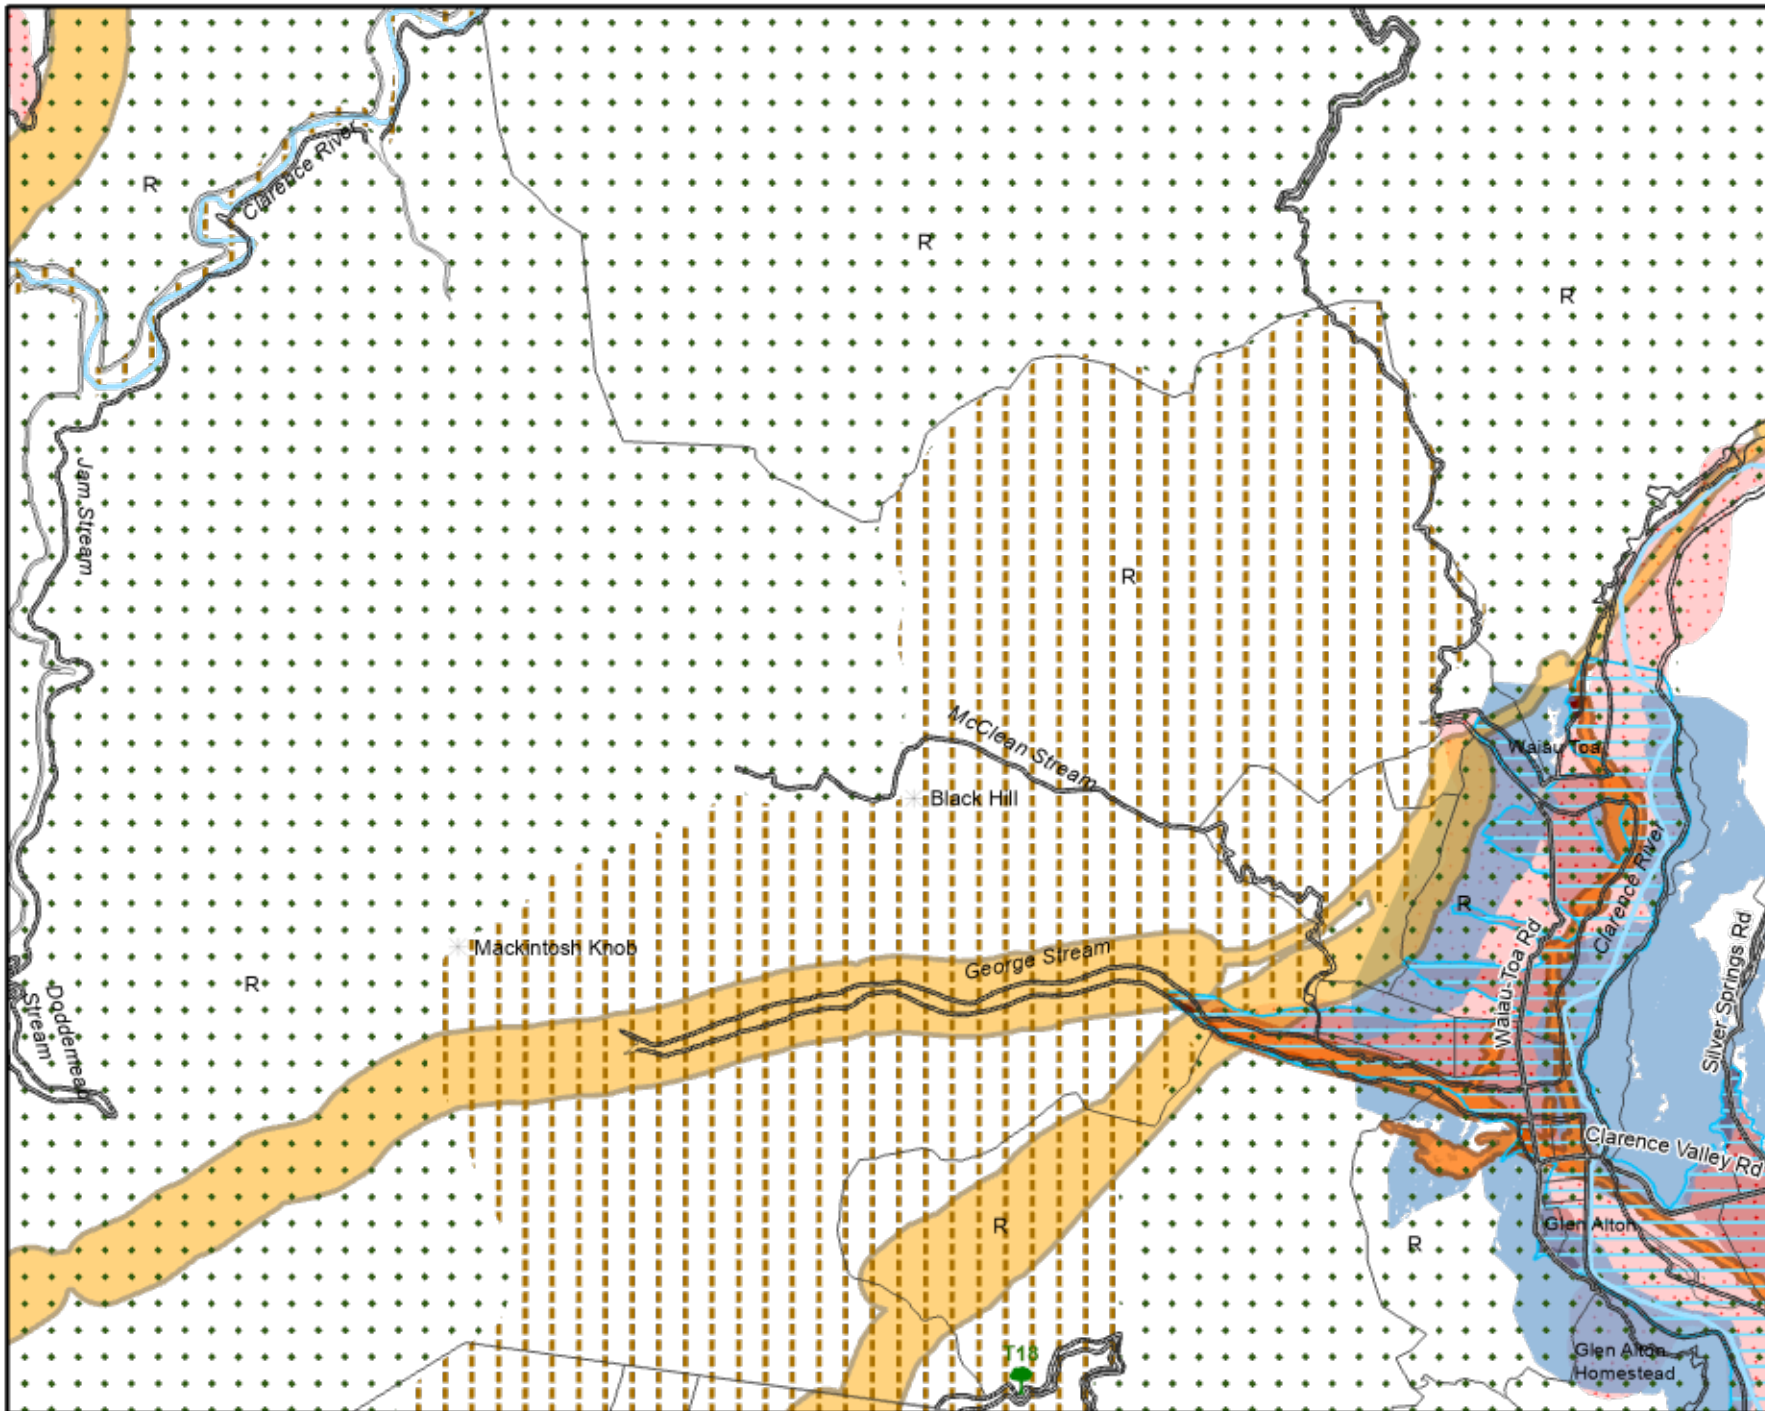 Clarence River
R
R
R
Jam Stream
R
McClean Stream
Waiau Toa
Black Hill
R
Clarence River
Waiau-Toa Rd
Silver Springs Rd
Mackintosh Knob
George Stream
R
Doddemead
Stream
Clarence Valley Rd
R
Glen Alton
R
T18
Glen Alton
Homestead